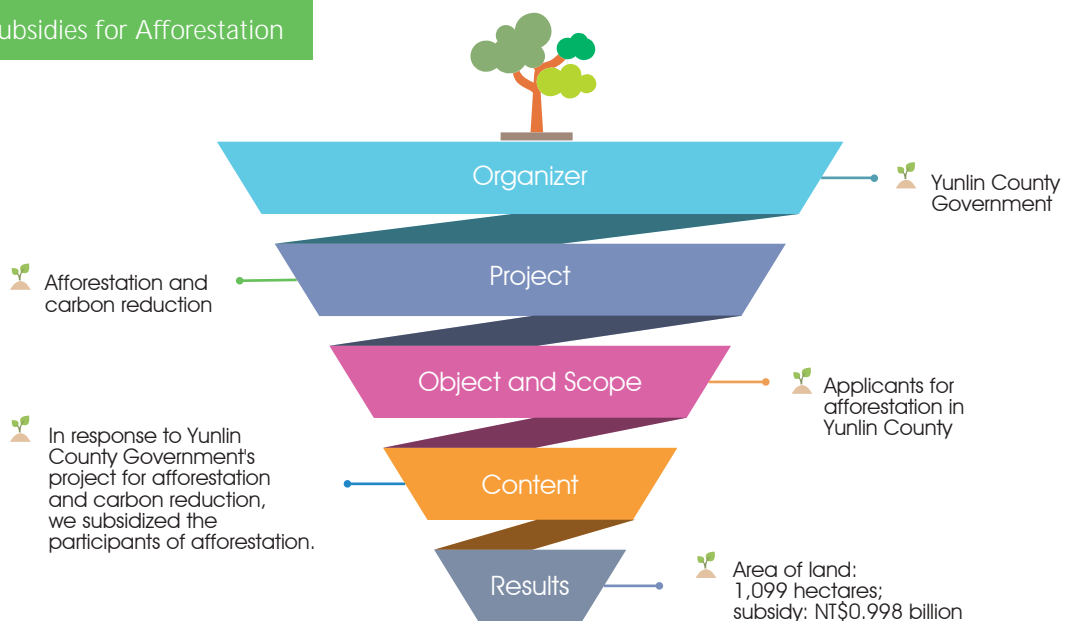 ubsidies for Afforestation
Organizer
Yunlin County
Government
Project
Afforestation and
carbon reduction
Object and Scope
Applicants for
afforestation in
Yunlin County
Content
In response to Yunlin
County Government's
project for afforestation
and carbon reduction,
we subsidized the
participants of afforestation.
Results
Area of land:
1,099 hectares;
subsidy: NT$0.998 billion